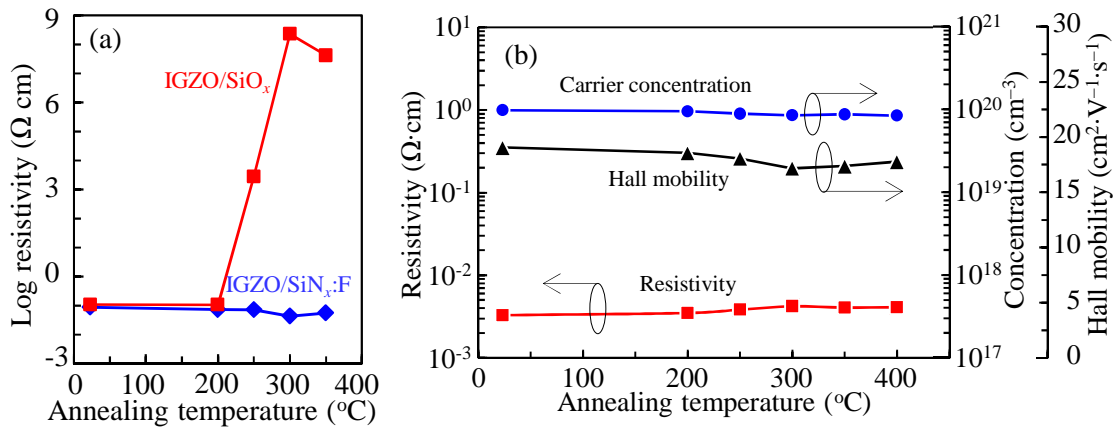 (a)
Log resistivity (Ω cm)
9
6
3
0
-3
IGZO/SiOₓ
IGZO/SiNₓ:F
0 100 200 300 400
Annealing temperature (°C)
(b)
Resistivity (Ω·cm)
10¹
10⁰
10⁻¹
10⁻²
10⁻³
Carrier concentration
Hall mobility
Resistivity
0 100 200 300 400
Annealing temperature (°C)
10²¹
10²⁰
10¹⁹
10¹⁸
10¹⁷
Concentration (cm⁻³)
30
25
20
15
10
5
0
Hall mobility (cm²·V⁻¹·s⁻¹)